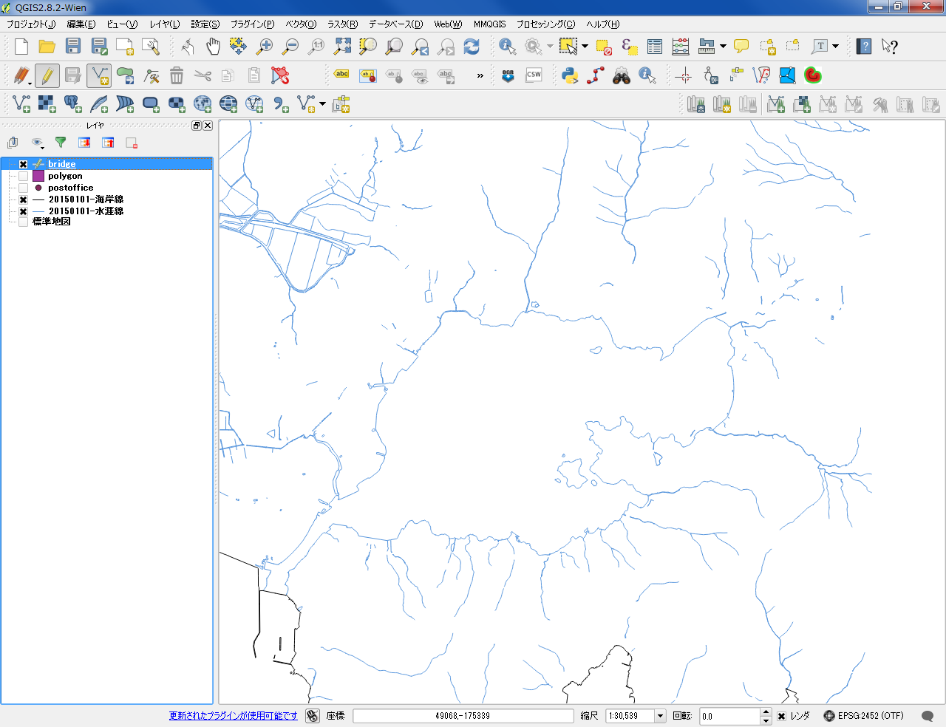 QGIS2.8.2-Wien
プロジェクト(J) 編集(E) ビュー(V) レイヤ(L) 設定(S) プラグイン(P) ベクタ(O) ラスタ(R) データベース(D) Web(W) MMQGIS プロセッシング(C) ヘルプ(H)
abc
CSW
レイヤ
bridge
polygon
postoffice
20150101-海岸線
20150101-水涯線
標準地図
更新されたプラグインが使用可能です 座標: 49068,-175339 縮尺 1:30,539 回転: 0.0 レンダ EPSG:2452 (OTF)